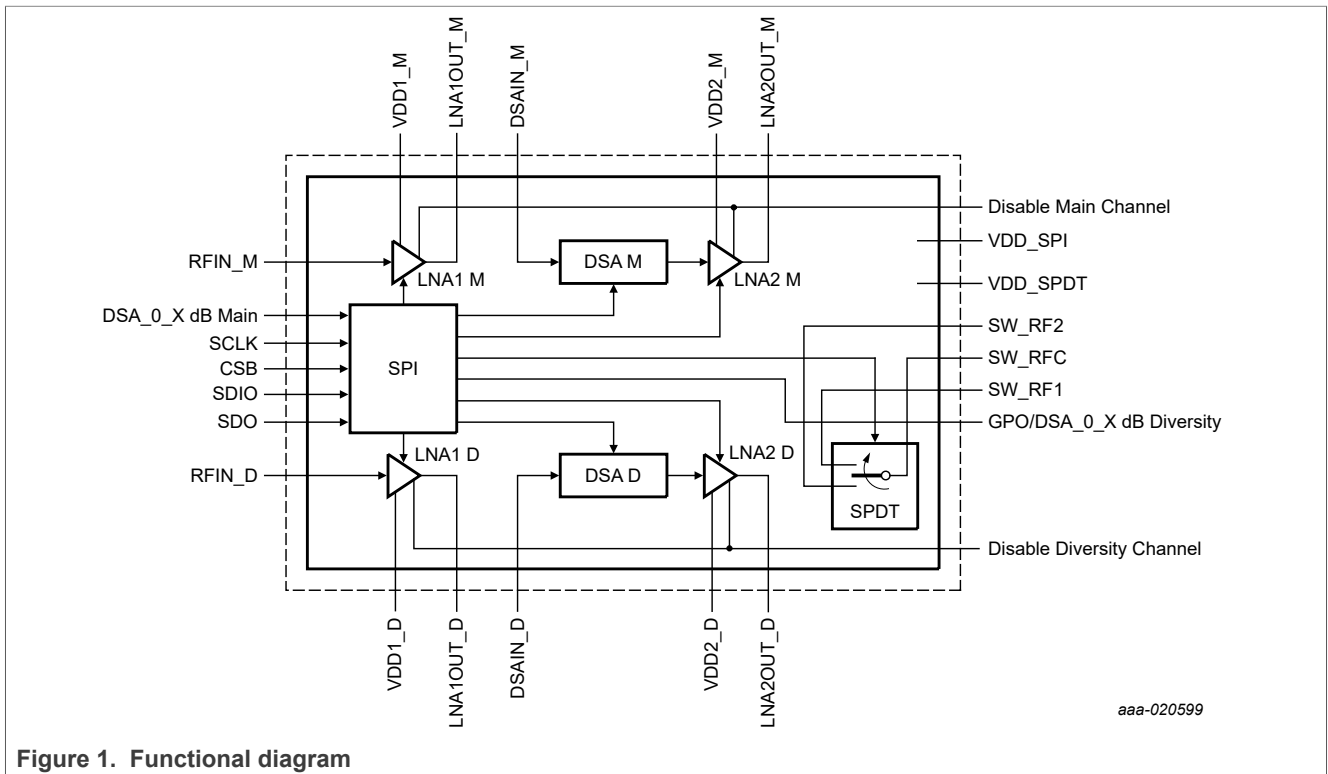 VDD1_M
LNA1OUT_M
DSAIN_M
VDD2_M
LNA2OUT_M
Disable Main Channel
VDD_SPI
RFIN_M
LNA1 M
DSA M
LNA2 M
VDD_SPDT
DSA_0_X dB Main
SW_RF2
SCLK
SW_RFC
CSB
SPI
SDIO
SW_RF1
SDO
GPO/DSA_0_X dB Diversity
LNA1 D
LNA2 D
RFIN_D
DSA D
SPDT
Disable Diversity Channel
VDD1_D
LNA1OUT_D
DSAIN_D
VDD2_D
LNA2OUT_D
aaa-020599
Figure 1. Functional diagram